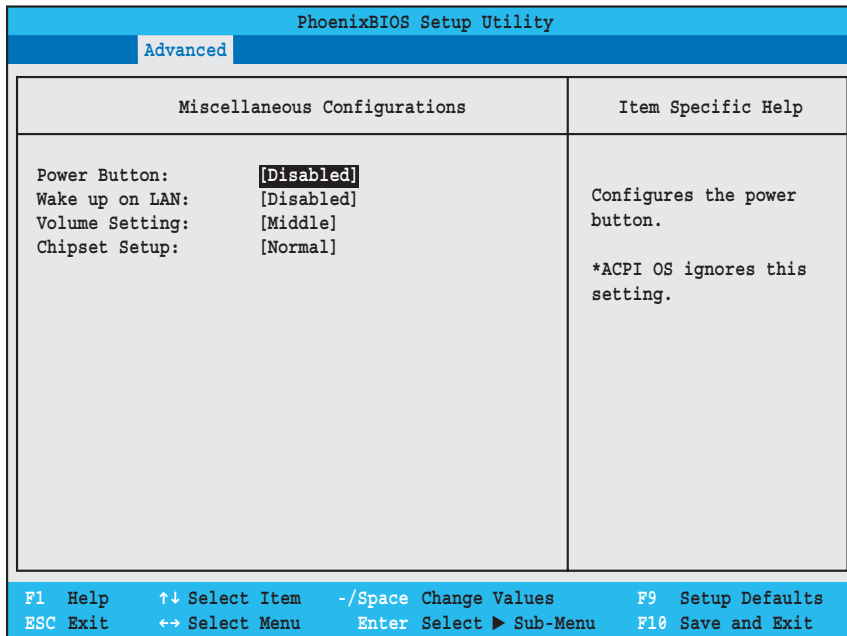 PhoenixBIOS Setup Utility
Advanced
Miscellaneous Configurations
Item Specific Help
Power Button: [Disabled]
Wake up on LAN: [Disabled]
Volume Setting: [Middle]
Chipset Setup: [Normal]
Configures the power
button.
*ACPI OS ignores this
setting.
F1 Help ↑↓ Select Item -/Space Change Values F9 Setup Defaults
ESC Exit ←→ Select Menu Enter Select ▶ Sub-Menu F10 Save and Exit